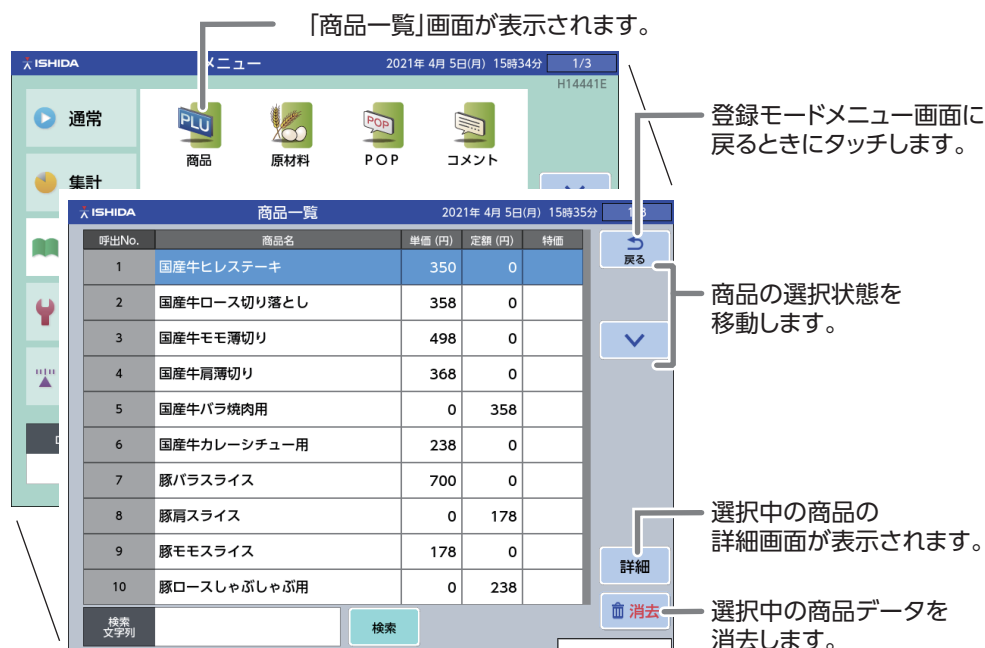 「商品一覧」画面が表示されます。
ISHIDA メニュー 2021年 4月 5日(月) 15時34分 1/3
H14441E
通常
集計
商品 原材料 POP コメント
PLU POP
登録モードメニュー画面に
戻るときにタッチします。
ISHIDA 商品一覧 2021年 4月 5日(月) 15時35分
呼出No. 商品名 単価 (円) 定額 (円) 特価
1 国産牛ヒレステーキ 350 0
2 国産牛ロース切り落とし 358 0
3 国産牛モモ薄切り 498 0
4 国産牛肩薄切り 368 0
5 国産牛バラ焼肉用 0 358
6 国産牛カレーシチュー用 238 0
7 豚バラスライス 700 0
8 豚肩スライス 0 178
9 豚モモスライス 178 0
10 豚ロースしゃぶしゃぶ用 0 238
戻る
商品の選択状態を
移動します。
詳細
選択中の商品の
詳細画面が表示されます。
消去
選択中の商品データを
消去します。
検索
文字列
検索